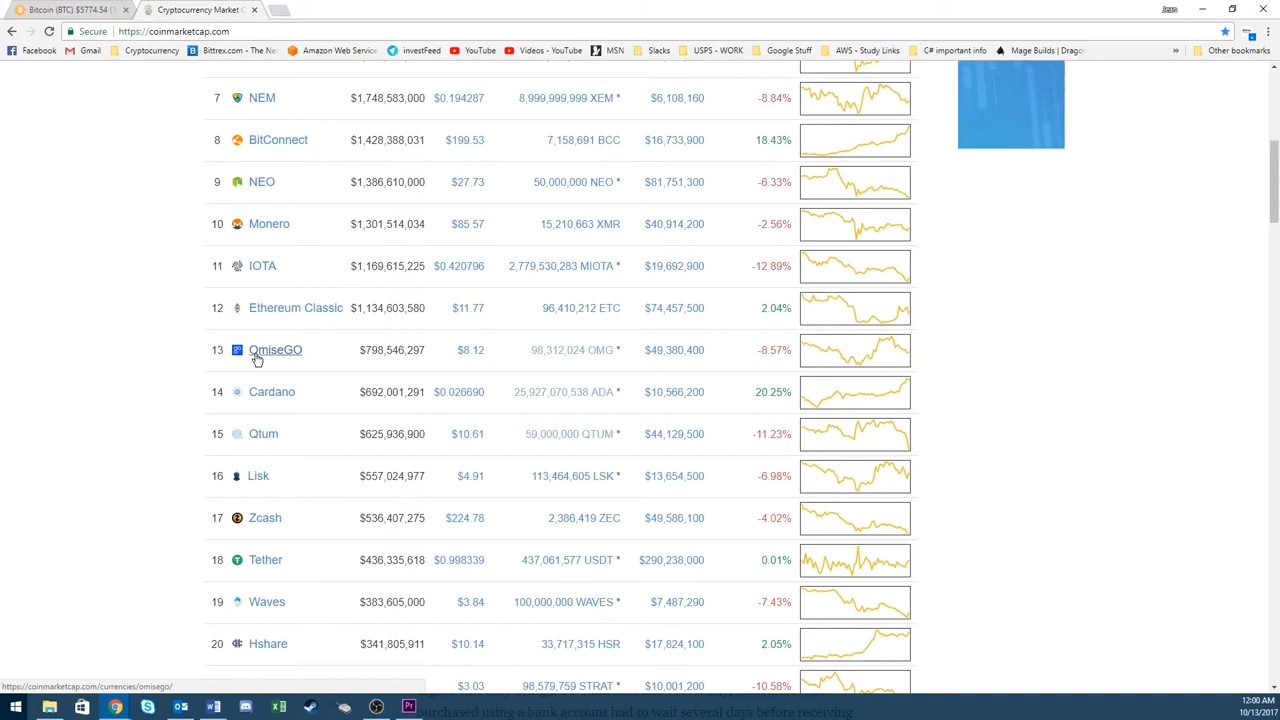 Bitcoin (BTC) $5774.54 (
Cryptocurrency Market C
Jean
Secure
https://coinmarketcap.com
Facebook Gmail Cryptocurrency Bittrex.com - The Ne Amazon Web Service investFeed YouTube Videos - YouTube MSN Slacks USPS - WORK Google Stuff AWS - Study Links C# important info Mage Builds | Drago » Other bookmarks
7 NEM $1,748,583,000 $0.194287 8,999,999,999 XEM * $6,108,160 -8.84%
8 BitConnect $1,428,388,031 $199.53 7,158,691 BCC $16,733,900 18.43%
9 NEO $1,386,610,000 $27.73 50,000,000 NEO * $81,751,300 -6.33%
10 Monero $1,301,514,034 $85.57 15,210,663 XMR $40,914,200 -2.56%
11 IOTA $1,169,615,225 $0.420796 2,779,530,283 MIOTA * $19,692,900 -12.89%
12 Ethereum Classic $1,134,603,580 $11.77 96,410,212 ETC $74,457,500 2.04%
13 OmiseGO $798,546,297 $8.12 98,312,024 OMG * $49,380,400 -8.57%
14 Cardano $692,001,291 $0.026690 25,927,070,538 ADA * $10,566,200 20.25%
15 Qtum $625,936,900 $10.61 59,000,000 QTUM * $44,129,500 -11.23%
16 Lisk $557,024,977 $4.91 113,464,605 LSK * $13,654,500 -6.98%
17 Zcash $536,407,275 $224.78 2,386,419 ZEC $49,586,100 -4.02%
18 Tether $436,335,618 $0.998339 437,061,577 USDT * $290,238,000 0.01%
19 Waves $383,605,000 $3.84 100,000,000 WAVES * $7,487,290 -7.43%
20 Hshare $341,805,911 $10.14 33,717,315 HSR $17,824,100 2.05%
$3.03 98,579,759 STRAT * $10,001,200 -10.58%
https://coinmarketcap.com/currencies/omisego/
purchased using a bank account had to wait several days before receiving
12:00 AM
10/13/2017